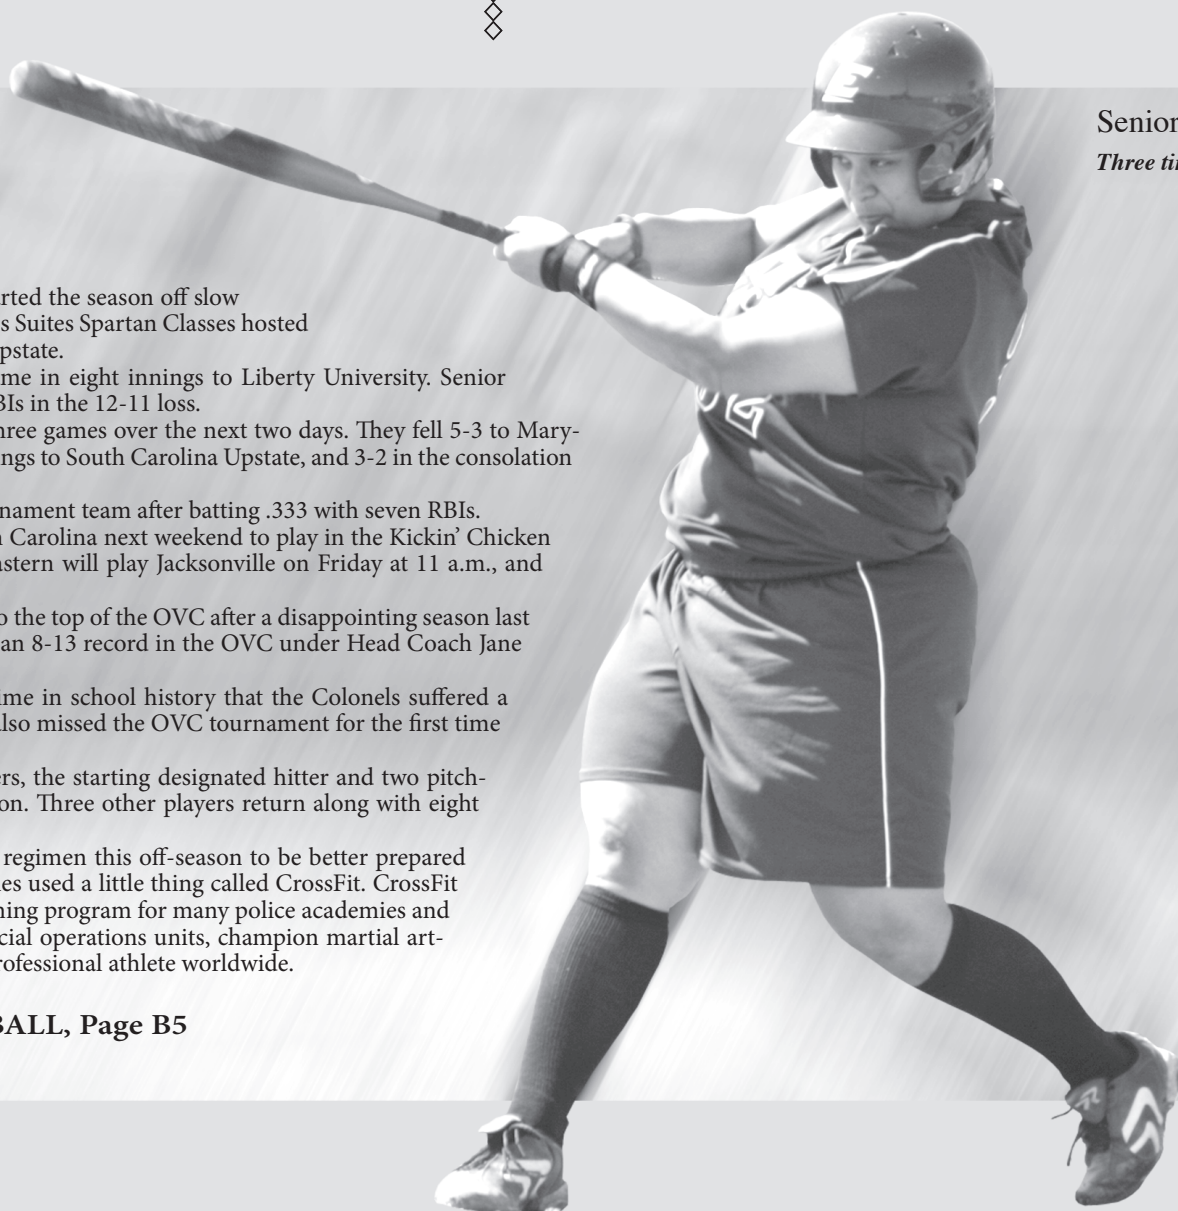 Senior
Three ti
rted the season off slow
s Suites Spartan Classes hosted
pstate.
me in eight innings to Liberty University. Senior
BIs in the 12-11 loss.
hree games over the next two days. They fell 5-3 to Mary-
ngs to South Carolina Upstate, and 3-2 in the consolation
nament team after batting .333 with seven RBIs.
Carolina next weekend to play in the Kickin’ Chicken
astern will play Jacksonville on Friday at 11 a.m., and
o the top of the OVC after a disappointing season last
an 8-13 record in the OVC under Head Coach Jane
ime in school history that the Colonels suffered a
also missed the OVC tournament for the first time
ers, the starting designated hitter and two pitch-
on. Three other players return along with eight
regimen this off-season to be better prepared
es used a little thing called CrossFit. CrossFit
ning program for many police academies and
cial operations units, champion martial art-
rofessional athlete worldwide.
BALL, Page B5
E